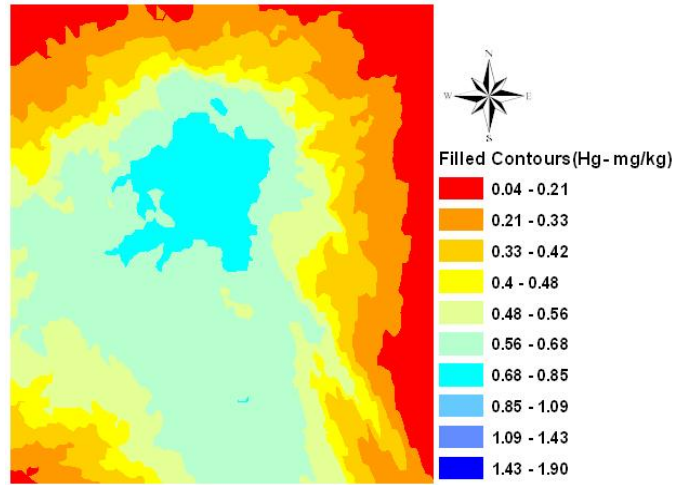 N
W E
S
Filled Contours(Hg- mg/kg)
0.04 - 0.21
0.21 - 0.33
0.33 - 0.42
0.4 - 0.48
0.48 - 0.56
0.56 - 0.68
0.68 - 0.85
0.85 - 1.09
1.09 - 1.43
1.43 - 1.90